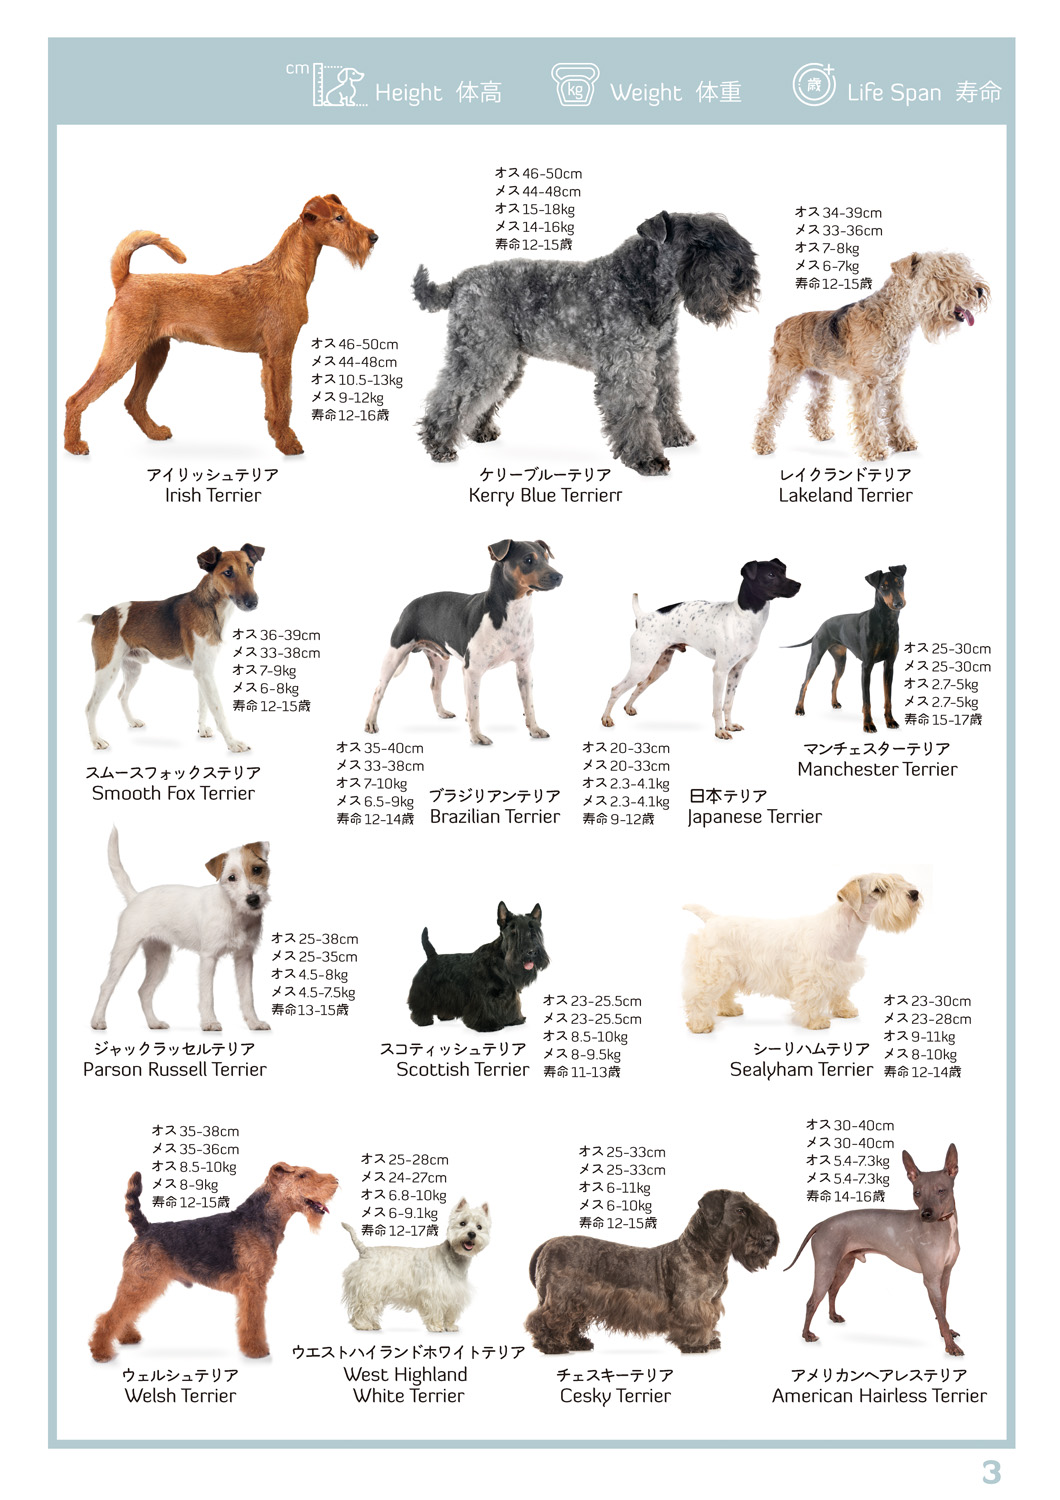 cm Height 体高 kg Weight 体重 歳 Life Span 寿命
オス46-50cm
メス44-48cm
オス10.5-13kg
メス9-12kg
寿命12-16歳
アイリッシュテリア
Irish Terrier
オス46-50cm
メス44-48cm
オス15-18kg
メス14-16kg
寿命12-15歳
ケリーブルーテリア
Kerry Blue Terrierr
オス34-39cm
メス33-36cm
オス7-8kg
メス6-7kg
寿命12-15歳
レイクランドテリア
Lakeland Terrier
オス36-39cm
メス33-38cm
オス7-9kg
メス6-8kg
寿命12-15歳
スムースフォックステリア
Smooth Fox Terrier
オス35-40cm
メス33-38cm
オス7-10kg
メス6.5-9kg
寿命12-14歳
ブラジリアンテリア
Brazilian Terrier
オス20-33cm
メス20-33cm
オス2.3-4.1kg
メス2.3-4.1kg
寿命9-12歳
日本テリア
Japanese Terrier
オス25-30cm
メス25-30cm
オス2.7-5kg
メス2.7-5kg
寿命15-17歳
マンチェスターテリア
Manchester Terrier
オス25-38cm
メス25-35cm
オス4.5-8kg
メス4.5-7.5kg
寿命13-15歳
ジャックラッセルテリア
Parson Russell Terrier
オス23-25.5cm
メス23-25.5cm
オス8.5-10kg
メス8-9.5kg
寿命11-13歳
スコティッシュテリア
Scottish Terrier
オス23-30cm
メス23-28cm
オス9-11kg
メス8-10kg
寿命12-14歳
シーリハムテリア
Sealyham Terrier
オス35-38cm
メス35-36cm
オス8.5-10kg
メス8-9kg
寿命12-15歳
ウェルシュテリア
Welsh Terrier
オス25-28cm
メス24-27cm
オス6.8-10kg
メス6-9.1kg
寿命12-17歳
ウエストハイランドホワイトテリア
West Highland
White Terrier
オス25-33cm
メス25-33cm
オス6-11kg
メス6-10kg
寿命12-15歳
チェスキーテリア
Cesky Terrier
オス30-40cm
メス30-40cm
オス5.4-7.3kg
メス5.4-7.3kg
寿命14-16歳
アメリカンヘアレステリア
American Hairless Terrier
3